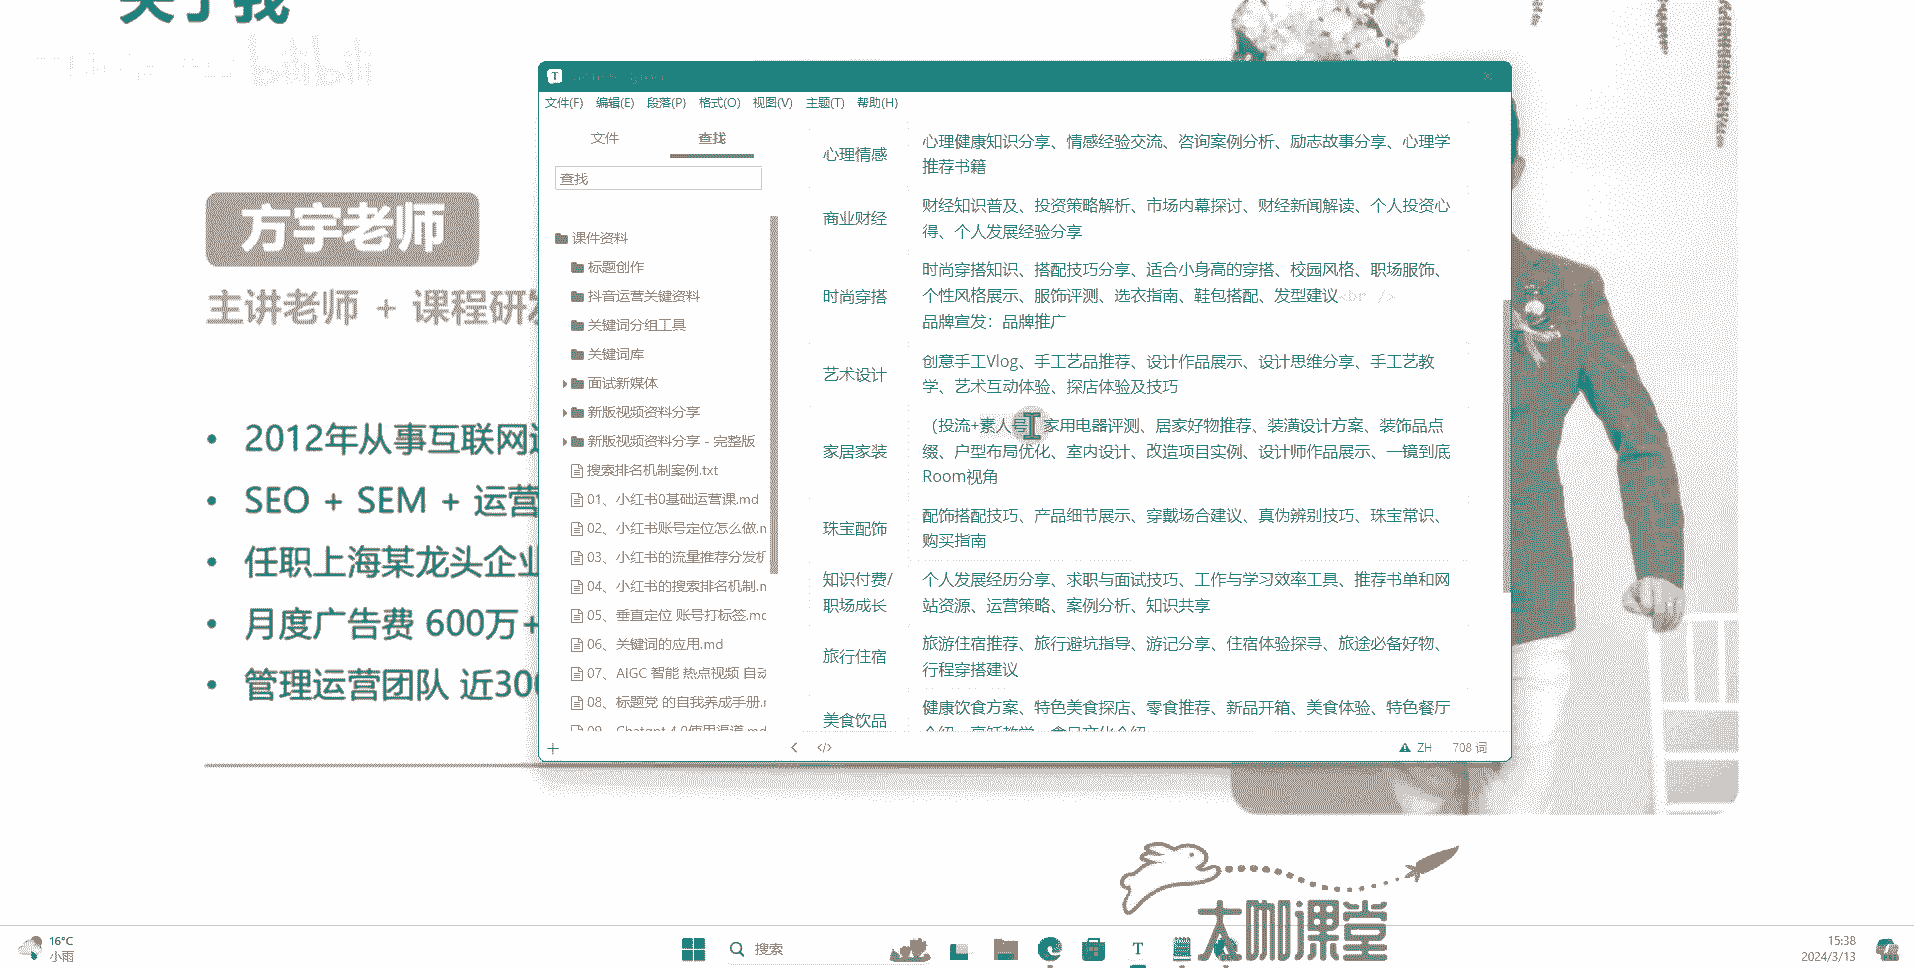 关于我
bilibili
方宇老师
主讲老师 + 课程研发
2012年从事互联网
SEO + SEM + 运营
任职上海某龙头企业
月度广告费 600万+
管理运营团队 近300
文件(F) 编辑(E) 段落(P) 格式(O) 视图(V) 主题(T) 帮助(H)
文件 查找
查找
课件资料
标题创作
抖音运营关键资料
关键词分组工具
关键词库
面试新媒体
新版视频资料分享
新版视频资料分享 - 完整版
搜索排名机制案例.txt
01、小红书0基础运营课.md
02、小红书账号定位怎么做.m
03、小红书的流量推荐分发机
04、小红书的搜索排名机制.m
05、垂直定位 账号打标签.md
06、关键词的应用.md
07、AIGC 智能 热点视频 自动
08、标题党 的自我养成手册.m
09、Chatgpt 4.0使用渠道.md
心理情感
心理健康知识分享、情感经验交流、咨询案例分析、励志故事分享、心理学
推荐书籍
商业财经
财经知识普及、投资策略解析、市场内幕探讨、财经新闻解读、个人投资心
得、个人发展经验分享
时尚穿搭
时尚穿搭知识、搭配技巧分享、适合小身高的穿搭、校园风格、职场服饰、
个性风格展示、服饰评测、选衣指南、鞋包搭配、发型建议<br />
品牌宣发：品牌推广
艺术设计
创意手工Vlog、手工艺品推荐、设计作品展示、设计思维分享、手工艺教
学、艺术互动体验、探店体验及技巧
家居家装
（投流+素人号 家用电器评测、居家好物推荐、装潢设计方案、装饰品点
缀、户型布局优化、室内设计、改造项目实例、设计师作品展示、一镜到底
Room视角
珠宝配饰
配饰搭配技巧、产品细节展示、穿戴场合建议、真伪辨别技巧、珠宝常识、
购买指南
知识付费/
职场成长
个人发展经历分享、求职与面试技巧、工作与学习效率工具、推荐书单和网
站资源、运营策略、案例分析、知识共享
旅行住宿
旅游住宿推荐、旅行避坑指导、游记分享、住宿体验探寻、旅途必备好物、
行程穿搭建议
美食饮品
健康饮食方案、特色美食探店、零食推荐、新品开箱、美食体验、特色餐厅
介绍、烹饪教学、食品文化介绍
</>
ZH 708 词
大咖课堂
16°C
小雨
搜索
15:38
2024/3/13